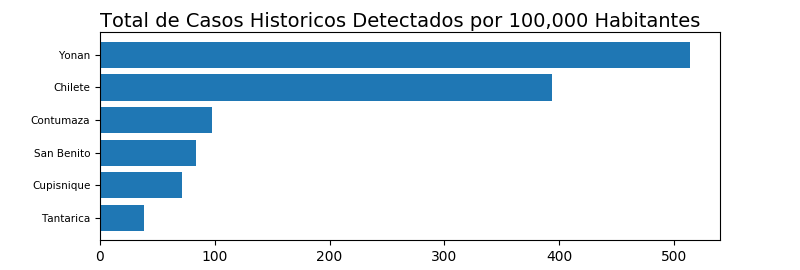 Total de Casos Historicos Detectados por 100,000 Habitantes
Yonan
Chilete
Contumaza
San Benito
Cupisnique
Tantarica
0 100 200 300 400 500